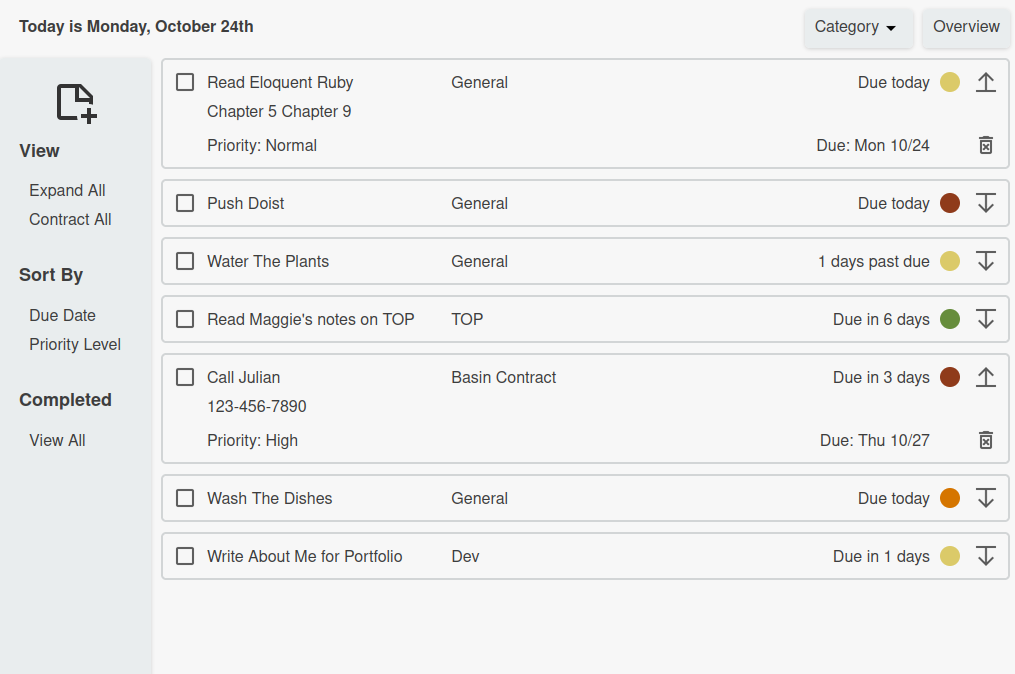 Today is Monday, October 24th
Category
Overview
View
Expand All
Contract All
Sort By
Due Date
Priority Level
Completed
View All
Read Eloquent Ruby General Due today
Chapter 5 Chapter 9
Priority: Normal Due: Mon 10/24
Push Doist General Due today
Water The Plants General 1 days past due
Read Maggie's notes on TOP TOP Due in 6 days
Call Julian Basin Contract Due in 3 days
123-456-7890
Priority: High Due: Thu 10/27
Wash The Dishes General Due today
Write About Me for Portfolio Dev Due in 1 days